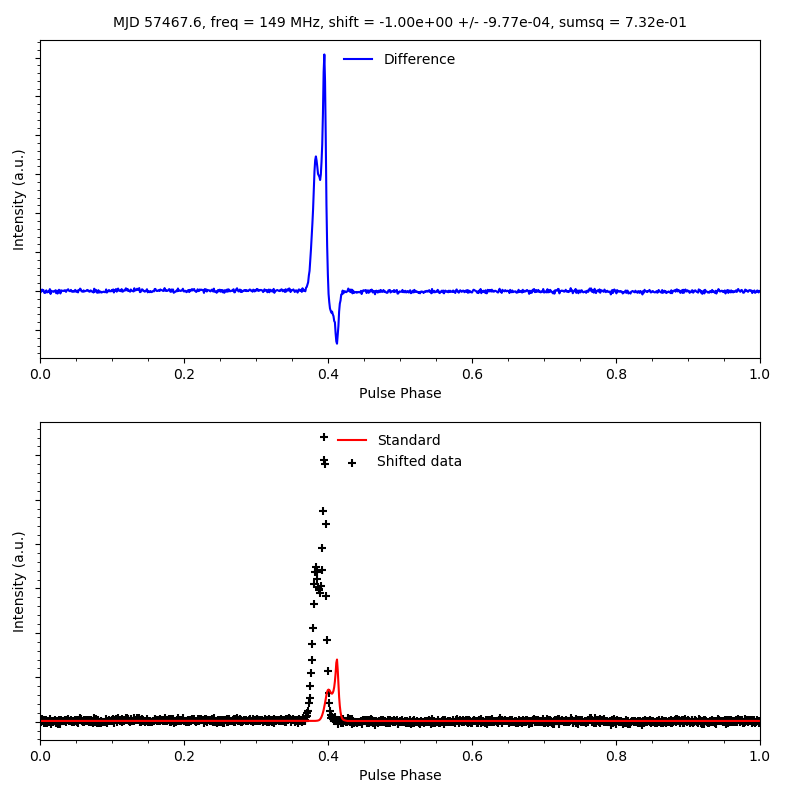 MJD 57467.6, freq = 149 MHz, shift = -1.00e+00 +/- -9.77e-04, sumsq = 7.32e-01
Difference
Intensity (a.u.)
0.0 0.2 0.4 0.6 0.8 1.0
Pulse Phase
Standard
Shifted data
Intensity (a.u.)
0.0 0.2 0.4 0.6 0.8 1.0
Pulse Phase